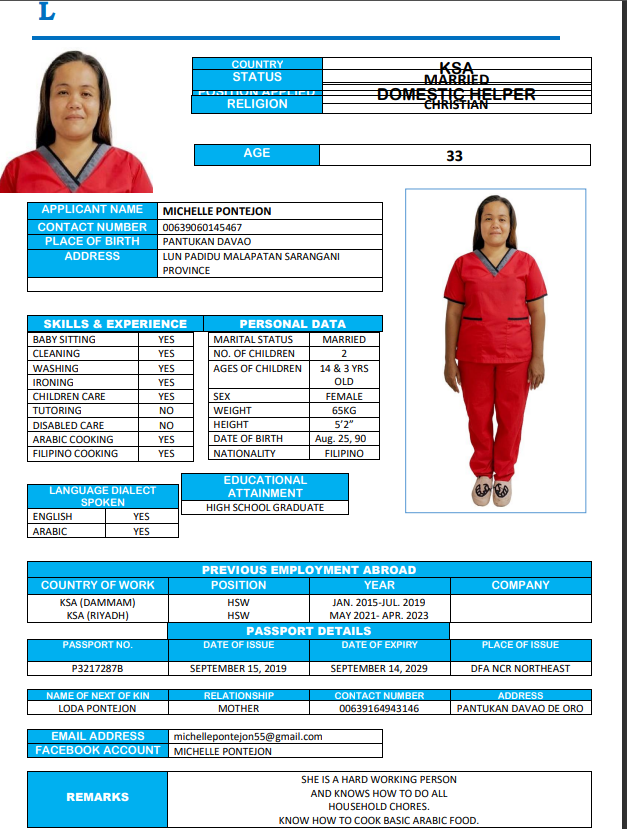 L
COUNTRY KSA
STATUS MARRIED
POSITION APPLIED DOMESTIC HELPER
RELIGION CHRISTIAN
AGE 33
APPLICANT NAME MICHELLE PONTEJON
CONTACT NUMBER 00639060145467
PLACE OF BIRTH PANTUKAN DAVAO
ADDRESS LUN PADIDU MALAPATAN SARANGANI
PROVINCE
SKILLS & EXPERIENCE PERSONAL DATA
BABY SITTING YES MARITAL STATUS MARRIED
CLEANING YES NO. OF CHILDREN 2
WASHING YES AGES OF CHILDREN 14 & 3 YRS
IRONING YES OLD
CHILDREN CARE YES SEX FEMALE
TUTORING NO WEIGHT 65KG
DISABLED CARE NO HEIGHT 5’2”
ARABIC COOKING YES DATE OF BIRTH Aug. 25, 90
FILIPINO COOKING YES NATIONALITY FILIPINO
EDUCATIONAL
ATTAINMENT
HIGH SCHOOL GRADUATE
LANGUAGE DIALECT
SPOKEN
ENGLISH YES
ARABIC YES
PREVIOUS EMPLOYMENT ABROAD
COUNTRY OF WORK POSITION YEAR COMPANY
KSA (DAMMAM) HSW JAN. 2015-JUL. 2019
KSA (RIYADH) HSW MAY 2021- APR. 2023
PASSPORT DETAILS
PASSPORT NO. DATE OF ISSUE DATE OF EXPIRY PLACE OF ISSUE
P3217287B SEPTEMBER 15, 2019 SEPTEMBER 14, 2029 DFA NCR NORTHEAST
NAME OF NEXT OF KIN RELATIONSHIP CONTACT NUMBER ADDRESS
LODA PONTEJON MOTHER 00639164943146 PANTUKAN DAVAO DE ORO
EMAIL ADDRESS michellepontejon55@gmail.com
FACEBOOK ACCOUNT MICHELLE PONTEJON
REMARKS
SHE IS A HARD WORKING PERSON
AND KNOWS HOW TO DO ALL
HOUSEHOLD CHORES.
KNOW HOW TO COOK BASIC ARABIC FOOD.